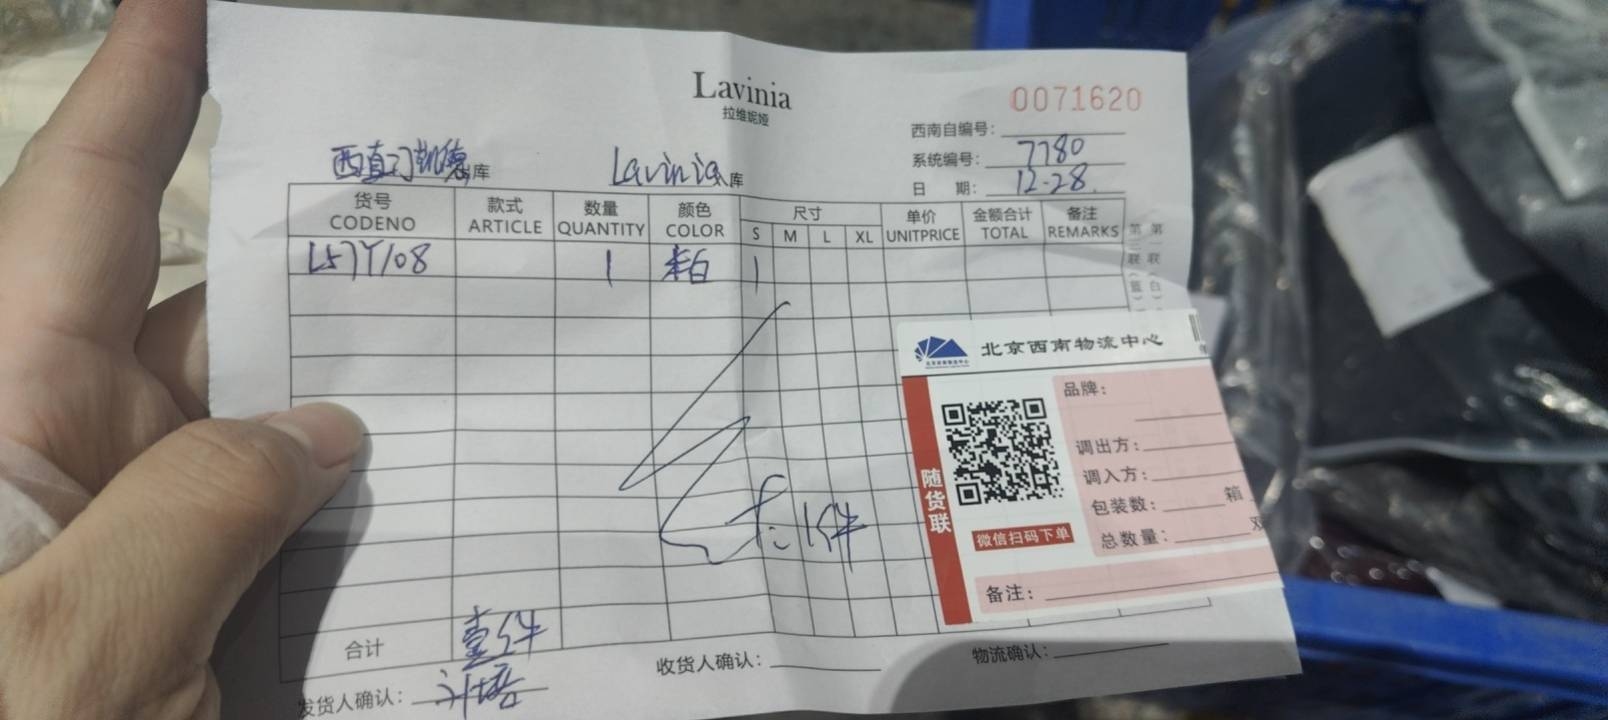 Lavinia
拉维妮娅
0071620
西南自编号：
系统编号： 7780
日 期： 12-28
西直门凯德 库
Lavinia 库
货号 款式 数量 颜色 尺寸 单价 金额合计 备注
CODENO ARTICLE QUANTITY COLOR S M L XL UNITPRICE TOTAL REMARKS
L57Y108 1 米白 1
北京西南物流中心
随货联
品牌：
调出方：
调入方：
包装数： 箱
微信扫码下单
总数量： 双
备注：
1件
合计 壹件
发货人确认：
收货人确认：
物流确认：